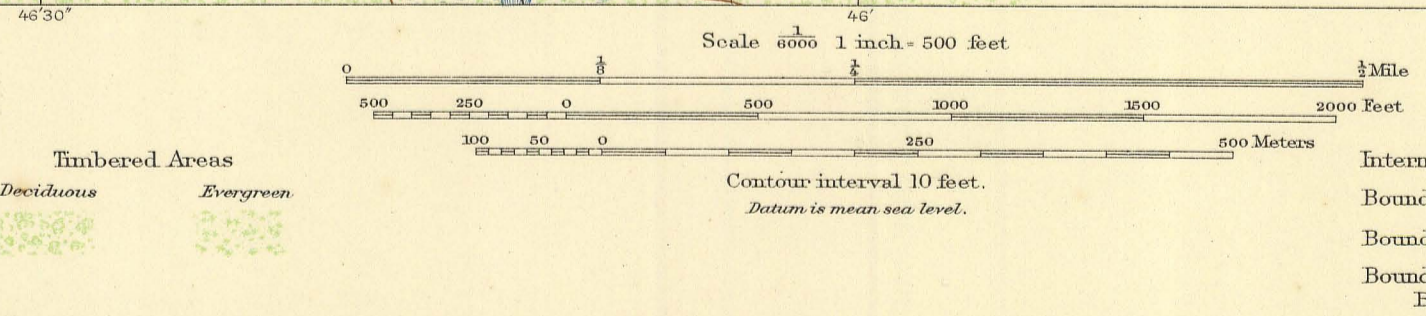 46'30" 46'
Scale 1/6000 1 inch = 500 feet
0 1/8 1/4 1/2 Mile
500 250 0 500 1000 1500 2000 Feet
100 50 0 250 500 Meters
Contour interval 10 feet.
Datum is mean sea level.
Timbered Areas
Deciduous Evergreen
Intern
Bound
Bound
Bound
B